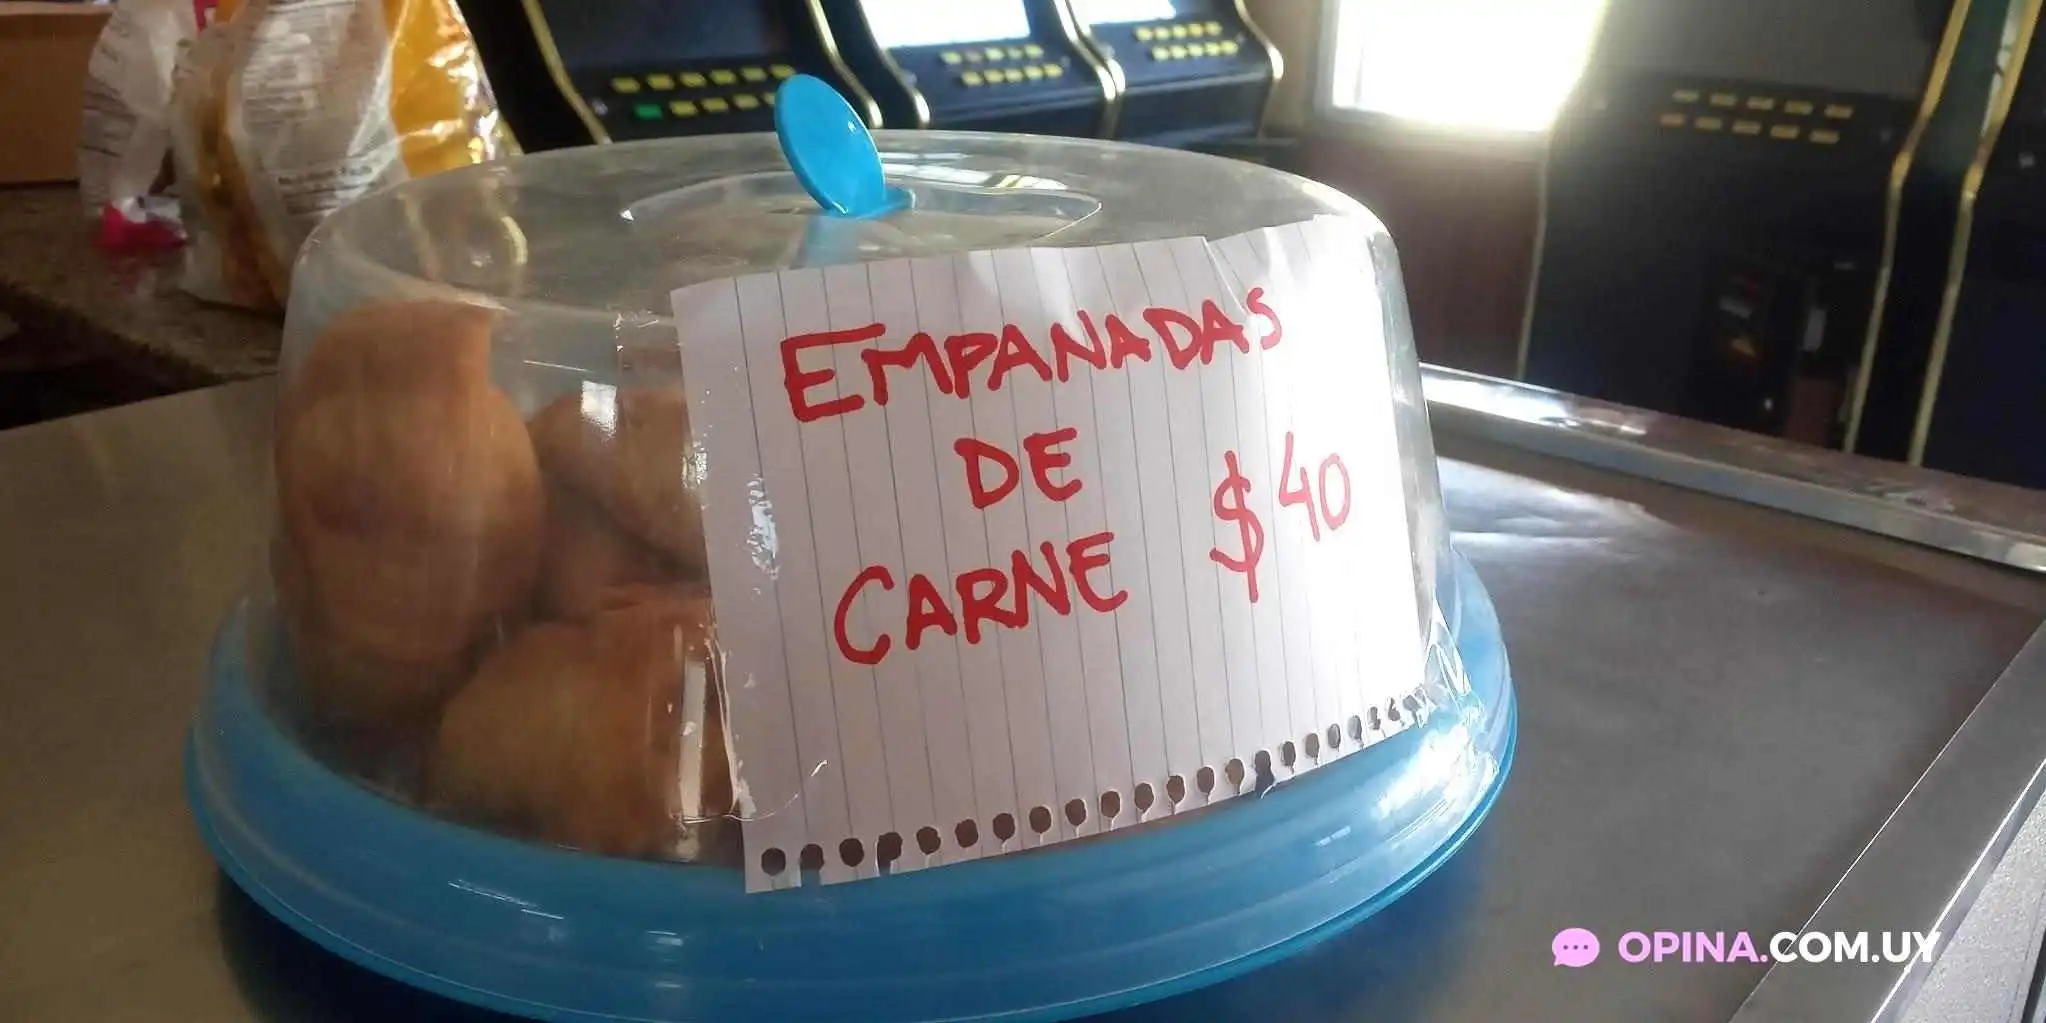 EMPANADAS
DE
CARNE $40
OPINA.COM.UY